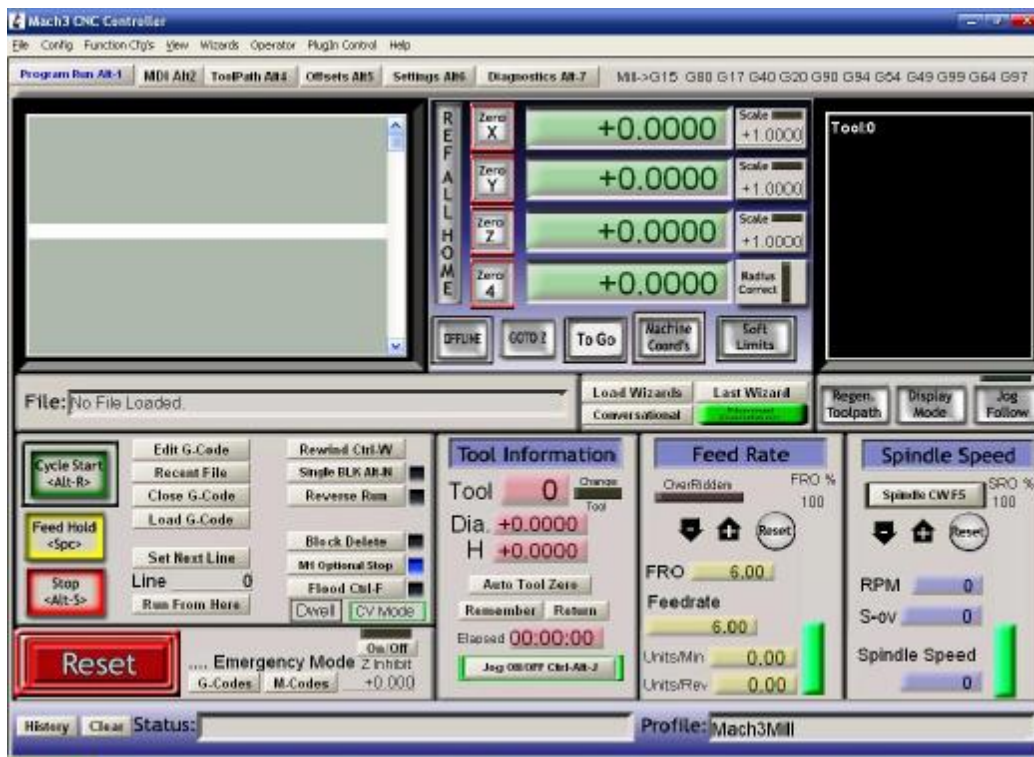 Mach3 CNC Controller
File Config Function Cfg's View Wizards Operator PlugIn Control Help
Program Run Alt-1 MDI Alt2 ToolPath Alt4 Offsets Alt5 Settings Alt6 Diagnostics Alt-7 Mill->G15 G80 G17 G40 G20 G90 G94 G54 G49 G99 G64 G97
REF ALL HOME
Zero X +0.0000 Scale +1.0000
Zero Y +0.0000 Scale +1.0000
Zero Z +0.0000 Scale +1.0000
Zero 4 +0.0000 Radius Correct
OFFLINE GOTO Z To Go Machine Coord's Soft Limits
Tool:0
File: No File Loaded.
Load Wizards Last Wizard
Conversational
Regen. Toolpath Display Mode Jog Follow
Cycle Start <Alt-R>
Feed Hold <Spc>
Stop <Alt-S>
Edit G-Code
Recent File
Close G-Code
Load G-Code
Set Next Line
Line 0
Run From Here
Rewind Ctrl-W
Single BLK Alt-N
Reverse Run
Block Delete
M1 Optional Stop
Flood Ctrl-F
Dwell CV Mode
Reset
.... Emergency Mode
G-Codes M-Codes
On/Off
Z Inhibit
+0.000
Tool Information
Tool 0 Change Tool
Dia. +0.0000
H +0.0000
Auto Tool Zero
Remember Return
Elapsed 00:00:00
Jog ON/OFF Ctrl-Alt-J
Feed Rate
OverRidden FRO %
100
Reset
FRO 6.00
Feedrate
6.00
Units/Min 0.00
Units/Rev 0.00
Spindle Speed
Spindle CW F5 SRO %
100
Reset
RPM 0
S-ov 0
Spindle Speed
0
History Clear Status: Profile: Mach3Mill